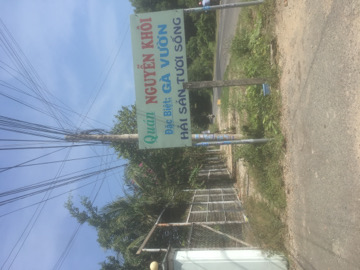 Quán
NGUYỄN KHÔI
Đặc Biệt: GÀ VƯỜN
HẢI SẢN TƯƠI SỐNG